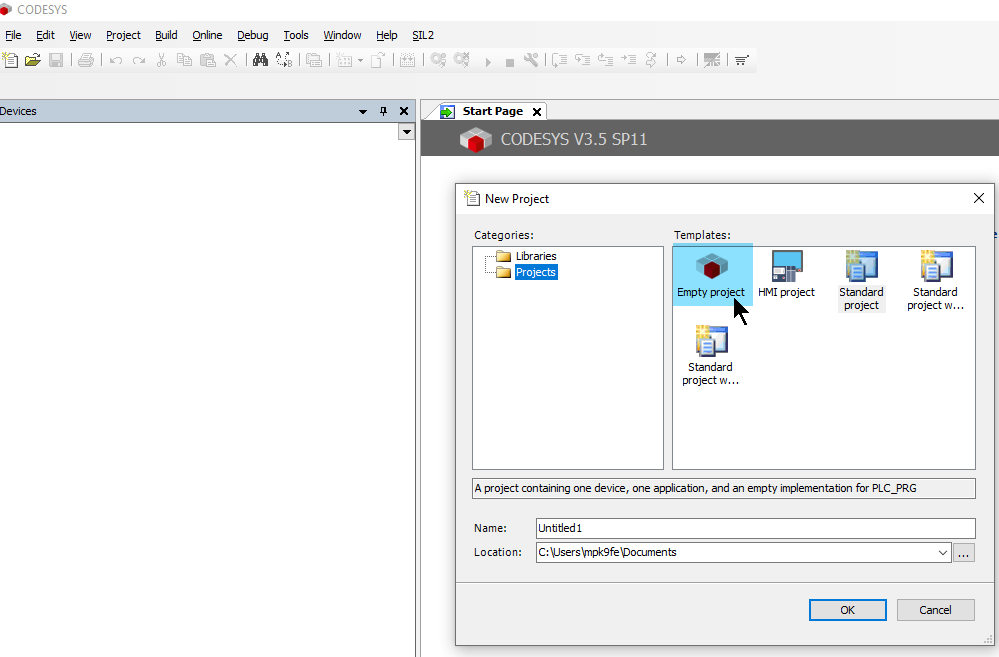 CODESYS
File Edit View Project Build Online Debug Tools Window Help SIL2
Devices
Start Page
CODESYS V3.5 SP11
New Project
Categories:
Libraries
Projects
Templates:
Empty project
HMI project
Standard
project
Standard
project w...
Standard
project w...
A project containing one device, one application, and an empty implementation for PLC_PRG
Name:
Untitled1
Location:
C:\Users\mpk9fe\Documents
...
OK
Cancel